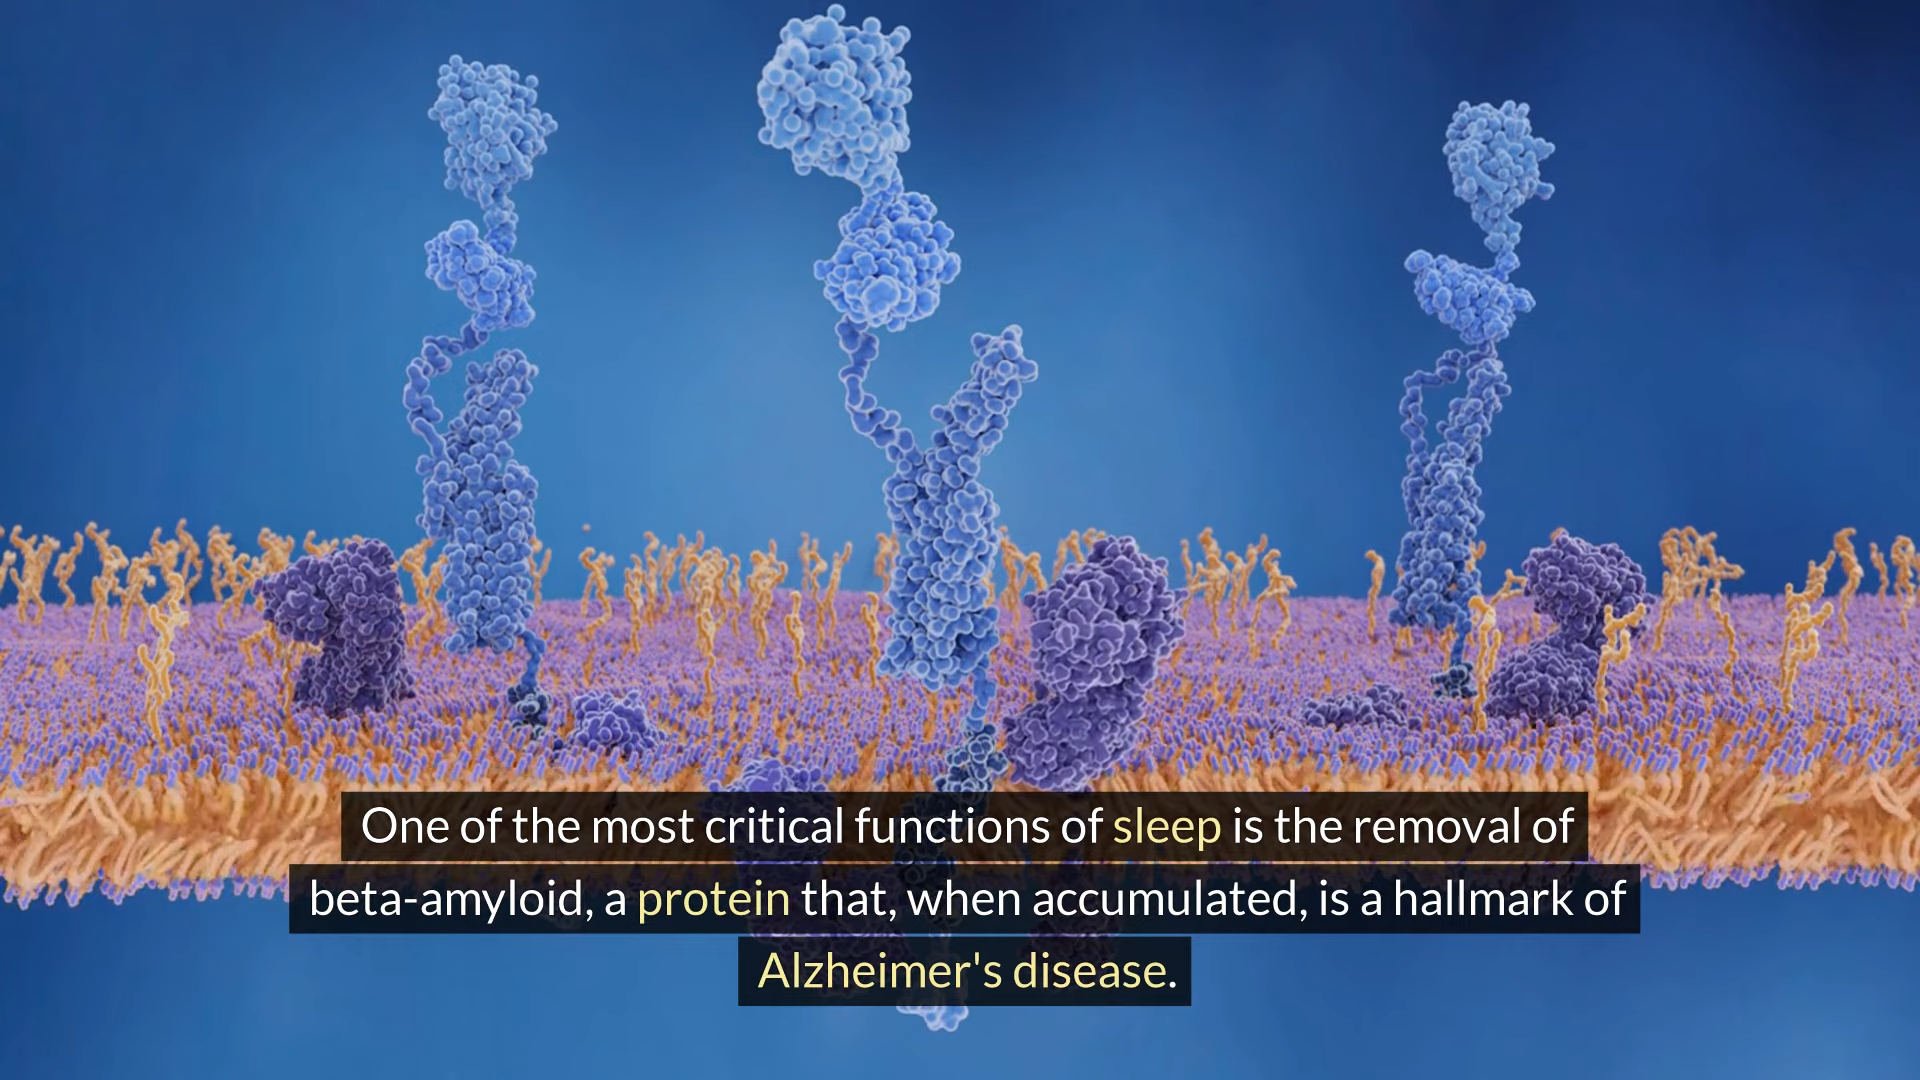 One of the most critical functions of sleep is the removal of
beta-amyloid, a protein that, when accumulated, is a hallmark of
Alzheimer's disease.